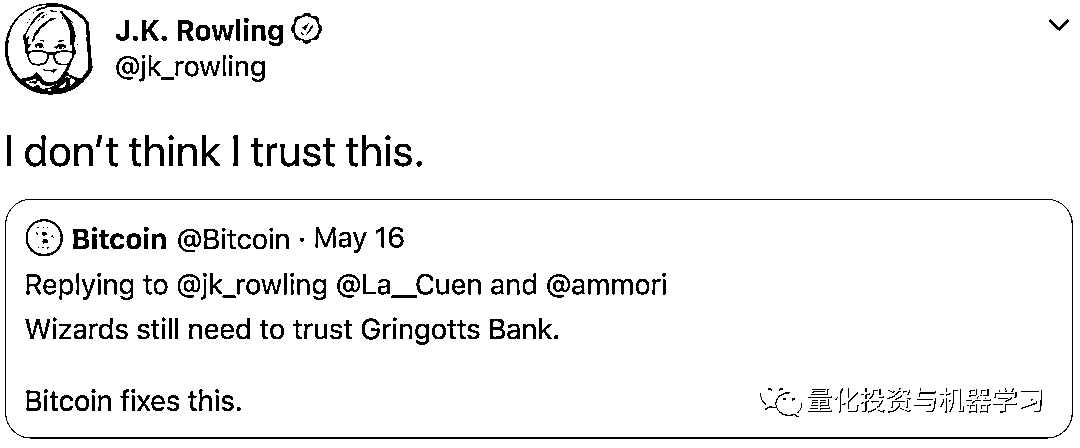 J.K. Rowling
@jk_rowling
I don't think I trust this.
Bitcoin @Bitcoin · May 16
Replying to @jk_rowling @La__Cuen and @ammori
Wizards still need to trust Gringotts Bank.
Bitcoin fixes this.
量化投资与机器学习